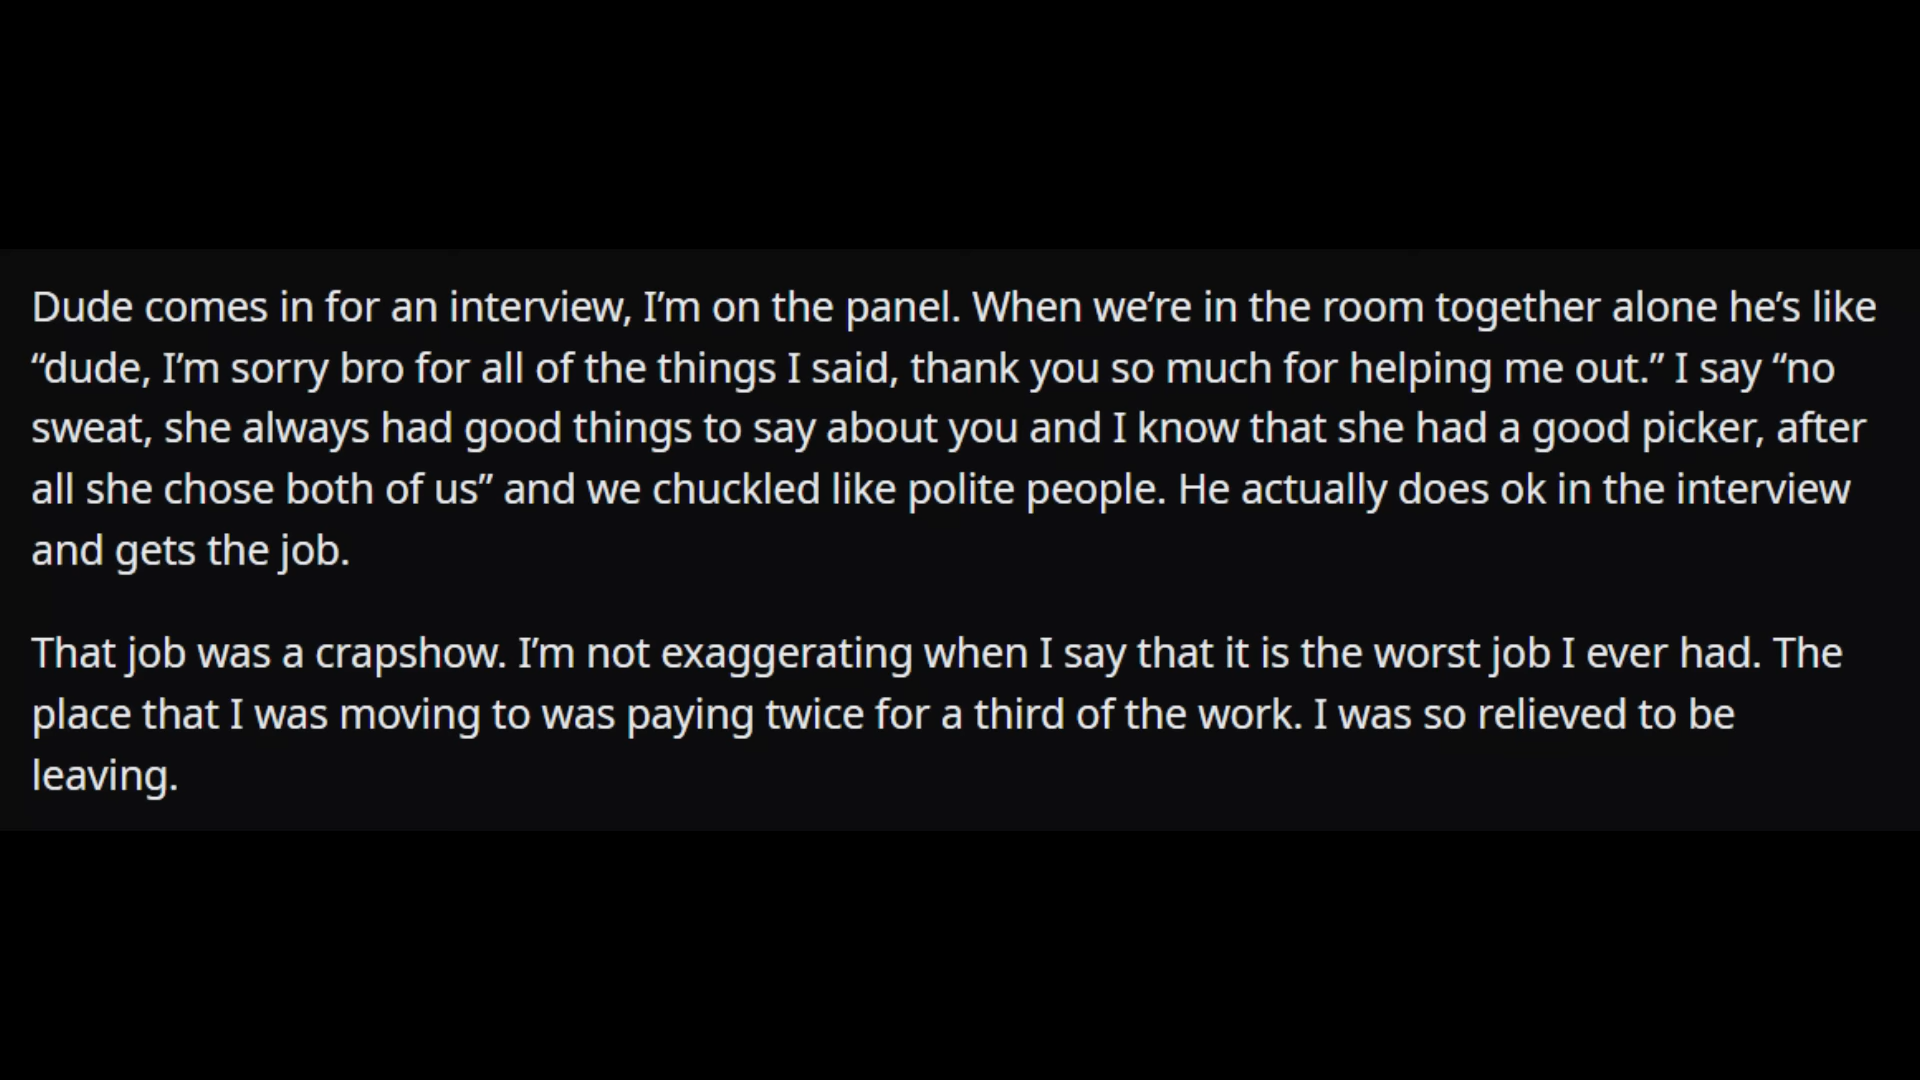 Dude comes in for an interview, I’m on the panel. When we’re in the room together alone he’s like
“dude, I’m sorry bro for all of the things I said, thank you so much for helping me out.” I say “no
sweat, she always had good things to say about you and I know that she had a good picker, after
all she chose both of us” and we chuckled like polite people. He actually does ok in the interview
and gets the job.
That job was a crapshow. I’m not exaggerating when I say that it is the worst job I ever had. The
place that I was moving to was paying twice for a third of the work. I was so relieved to be
leaving.